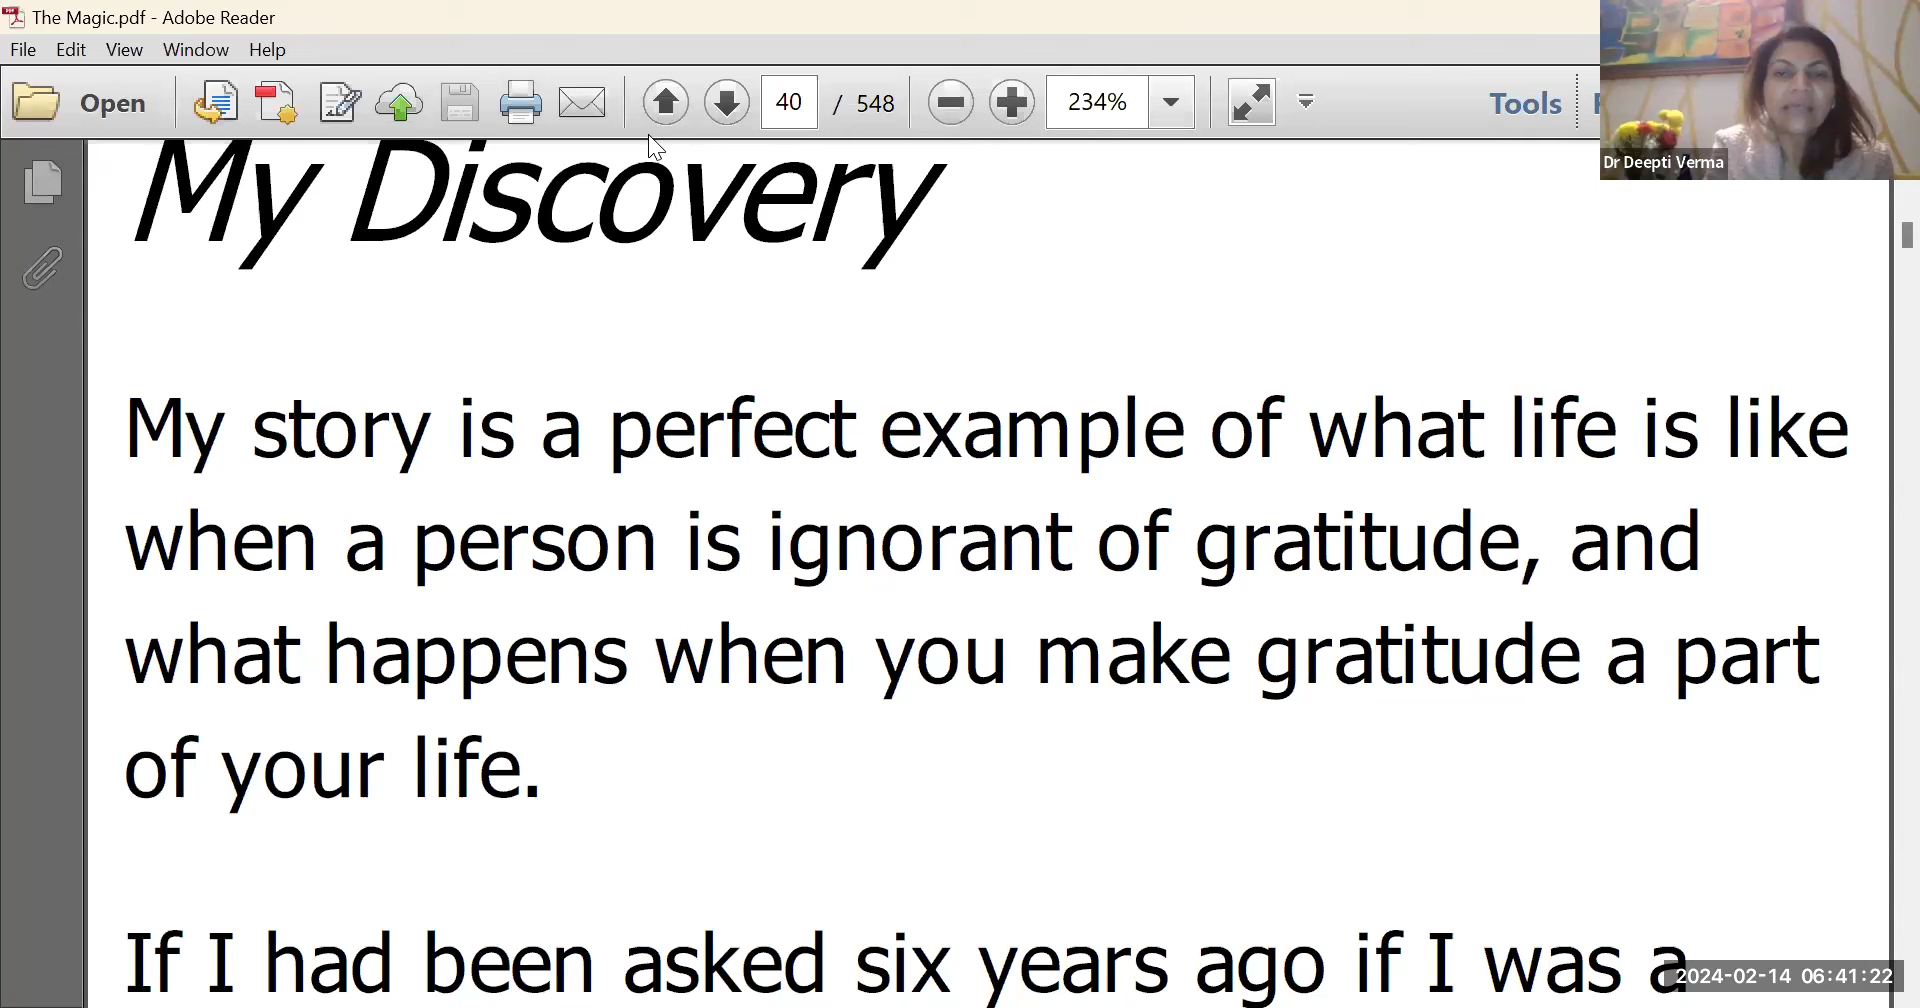 The Magic.pdf - Adobe Reader
File Edit View Window Help
Open 40 / 548 234% Tools
Dr Deepti Verma
My Discovery
My story is a perfect example of what life is like
when a person is ignorant of gratitude, and
what happens when you make gratitude a part
of your life.
If I had been asked six years ago if I was a
2024-02-14 06:41:22